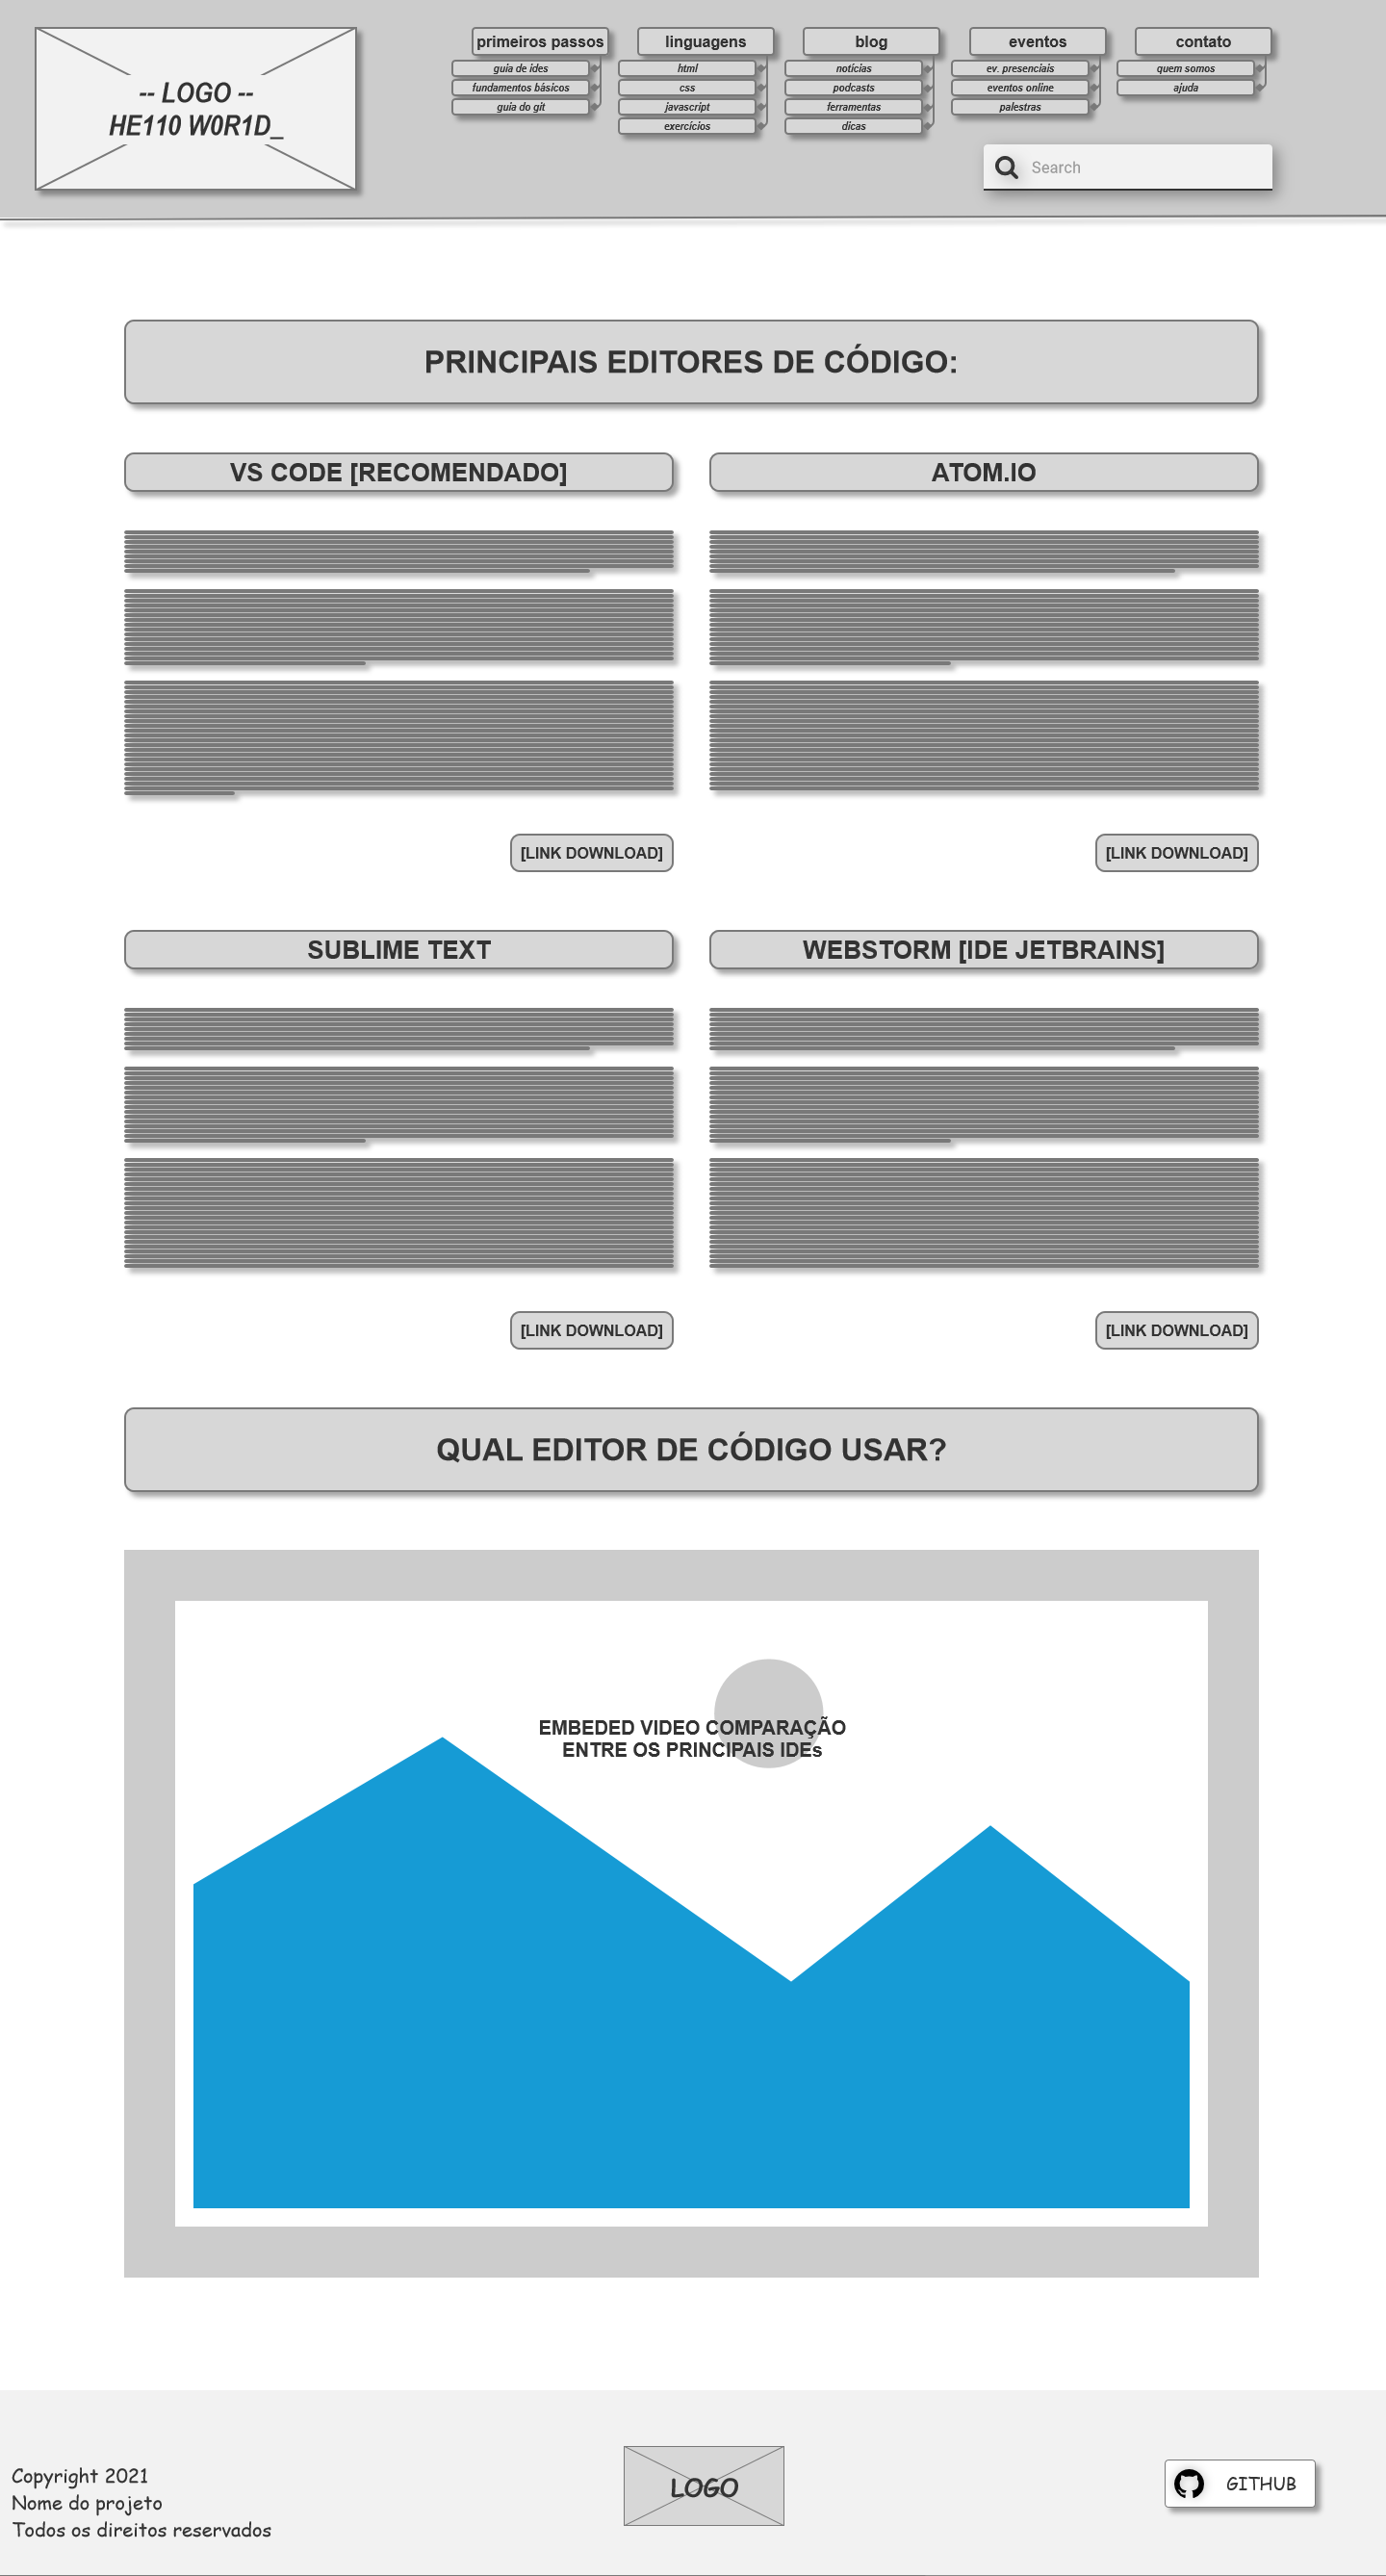 -- LOGO --
HE110 W0R1D_
primeiros passos
guia de ides
fundamentos básicos
guia do git
linguagens
html
css
javascript
exercícios
blog
notícias
podcasts
ferramentas
dicas
eventos
ev. presenciais
eventos online
palestras
contato
quem somos
ajuda
Search
PRINCIPAIS EDITORES DE CÓDIGO:
VS CODE [RECOMENDADO]
ATOM.IO
[LINK DOWNLOAD]
[LINK DOWNLOAD]
SUBLIME TEXT
WEBSTORM [IDE JETBRAINS]
[LINK DOWNLOAD]
[LINK DOWNLOAD]
QUAL EDITOR DE CÓDIGO USAR?
EMBEDED VIDEO COMPARAÇÃO
ENTRE OS PRINCIPAIS IDEs
Copyright 2021
Nome do projeto
Todos os direitos reservados
LOGO
GITHUB